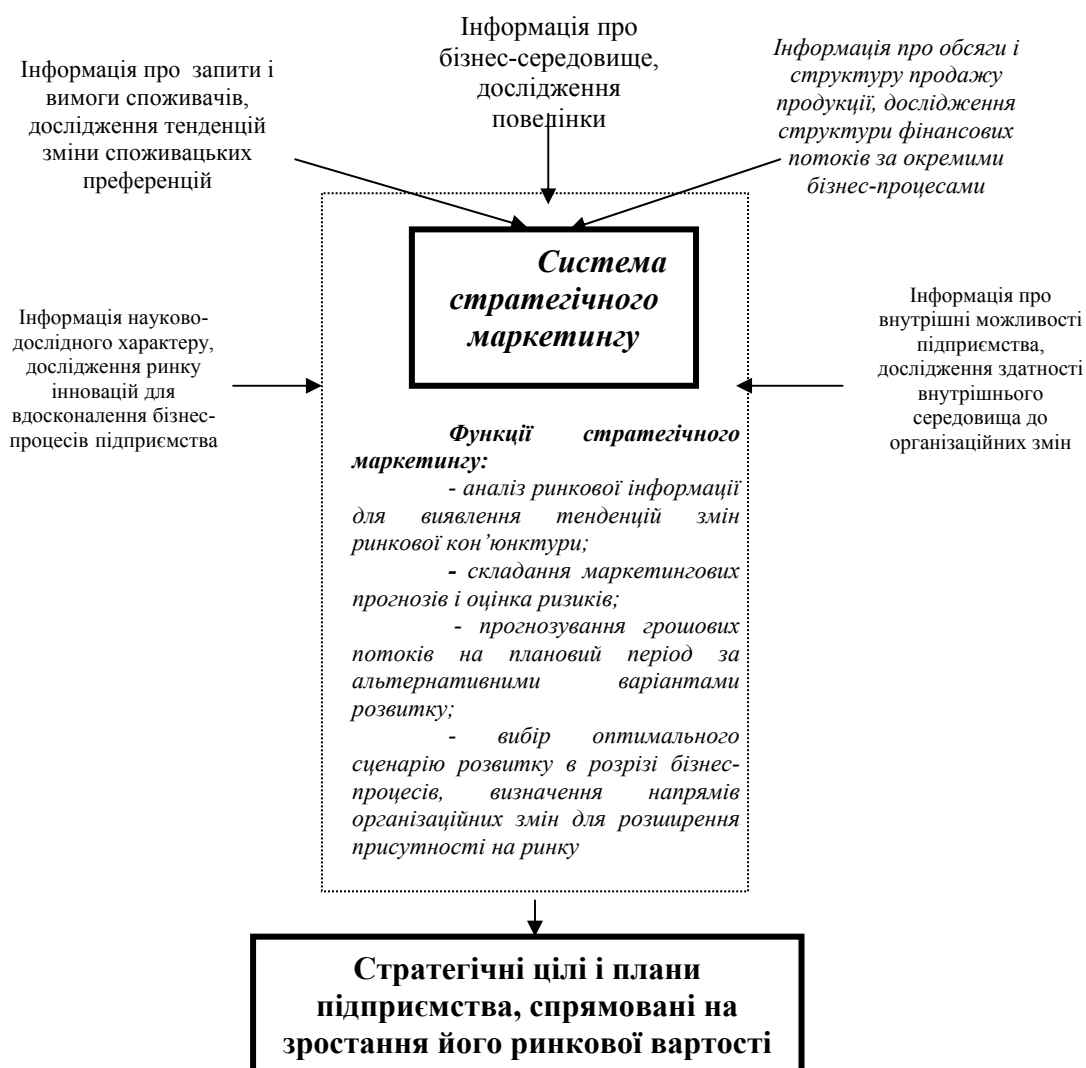 Інформація про запити і
вимоги споживачів,
дослідження тенденцій
зміни споживацьких
преференцій
Інформація про
бізнес-середовище,
дослідження
поведінки
Інформація про обсяги і
структуру продажу
продукції, дослідження
структури фінансових
потоків за окремими
бізнес-процесами
Система
стратегічного
маркетингу
Інформація науково-
дослідного характеру,
дослідження ринку
інновацій для
вдосконалення бізнес-
процесів підприємства
Інформація про
внутрішні можливості
підприємства,
дослідження здатності
внутрішнього
середовища до
організаційних змін
Функції стратегічного
маркетингу:
- аналіз ринкової інформації
для виявлення тенденцій змін
ринкової кон’юнктури;
- складання маркетингових
прогнозів і оцінка ризиків;
- прогнозування грошових
потоків на плановий період за
альтернативними варіантами
розвитку;
- вибір оптимального
сценарію розвитку в розрізі бізнес-
процесів, визначення напрямів
організаційних змін для розширення
присутності на ринку
Стратегічні цілі і плани
підприємства, спрямовані на
зростання його ринкової вартості